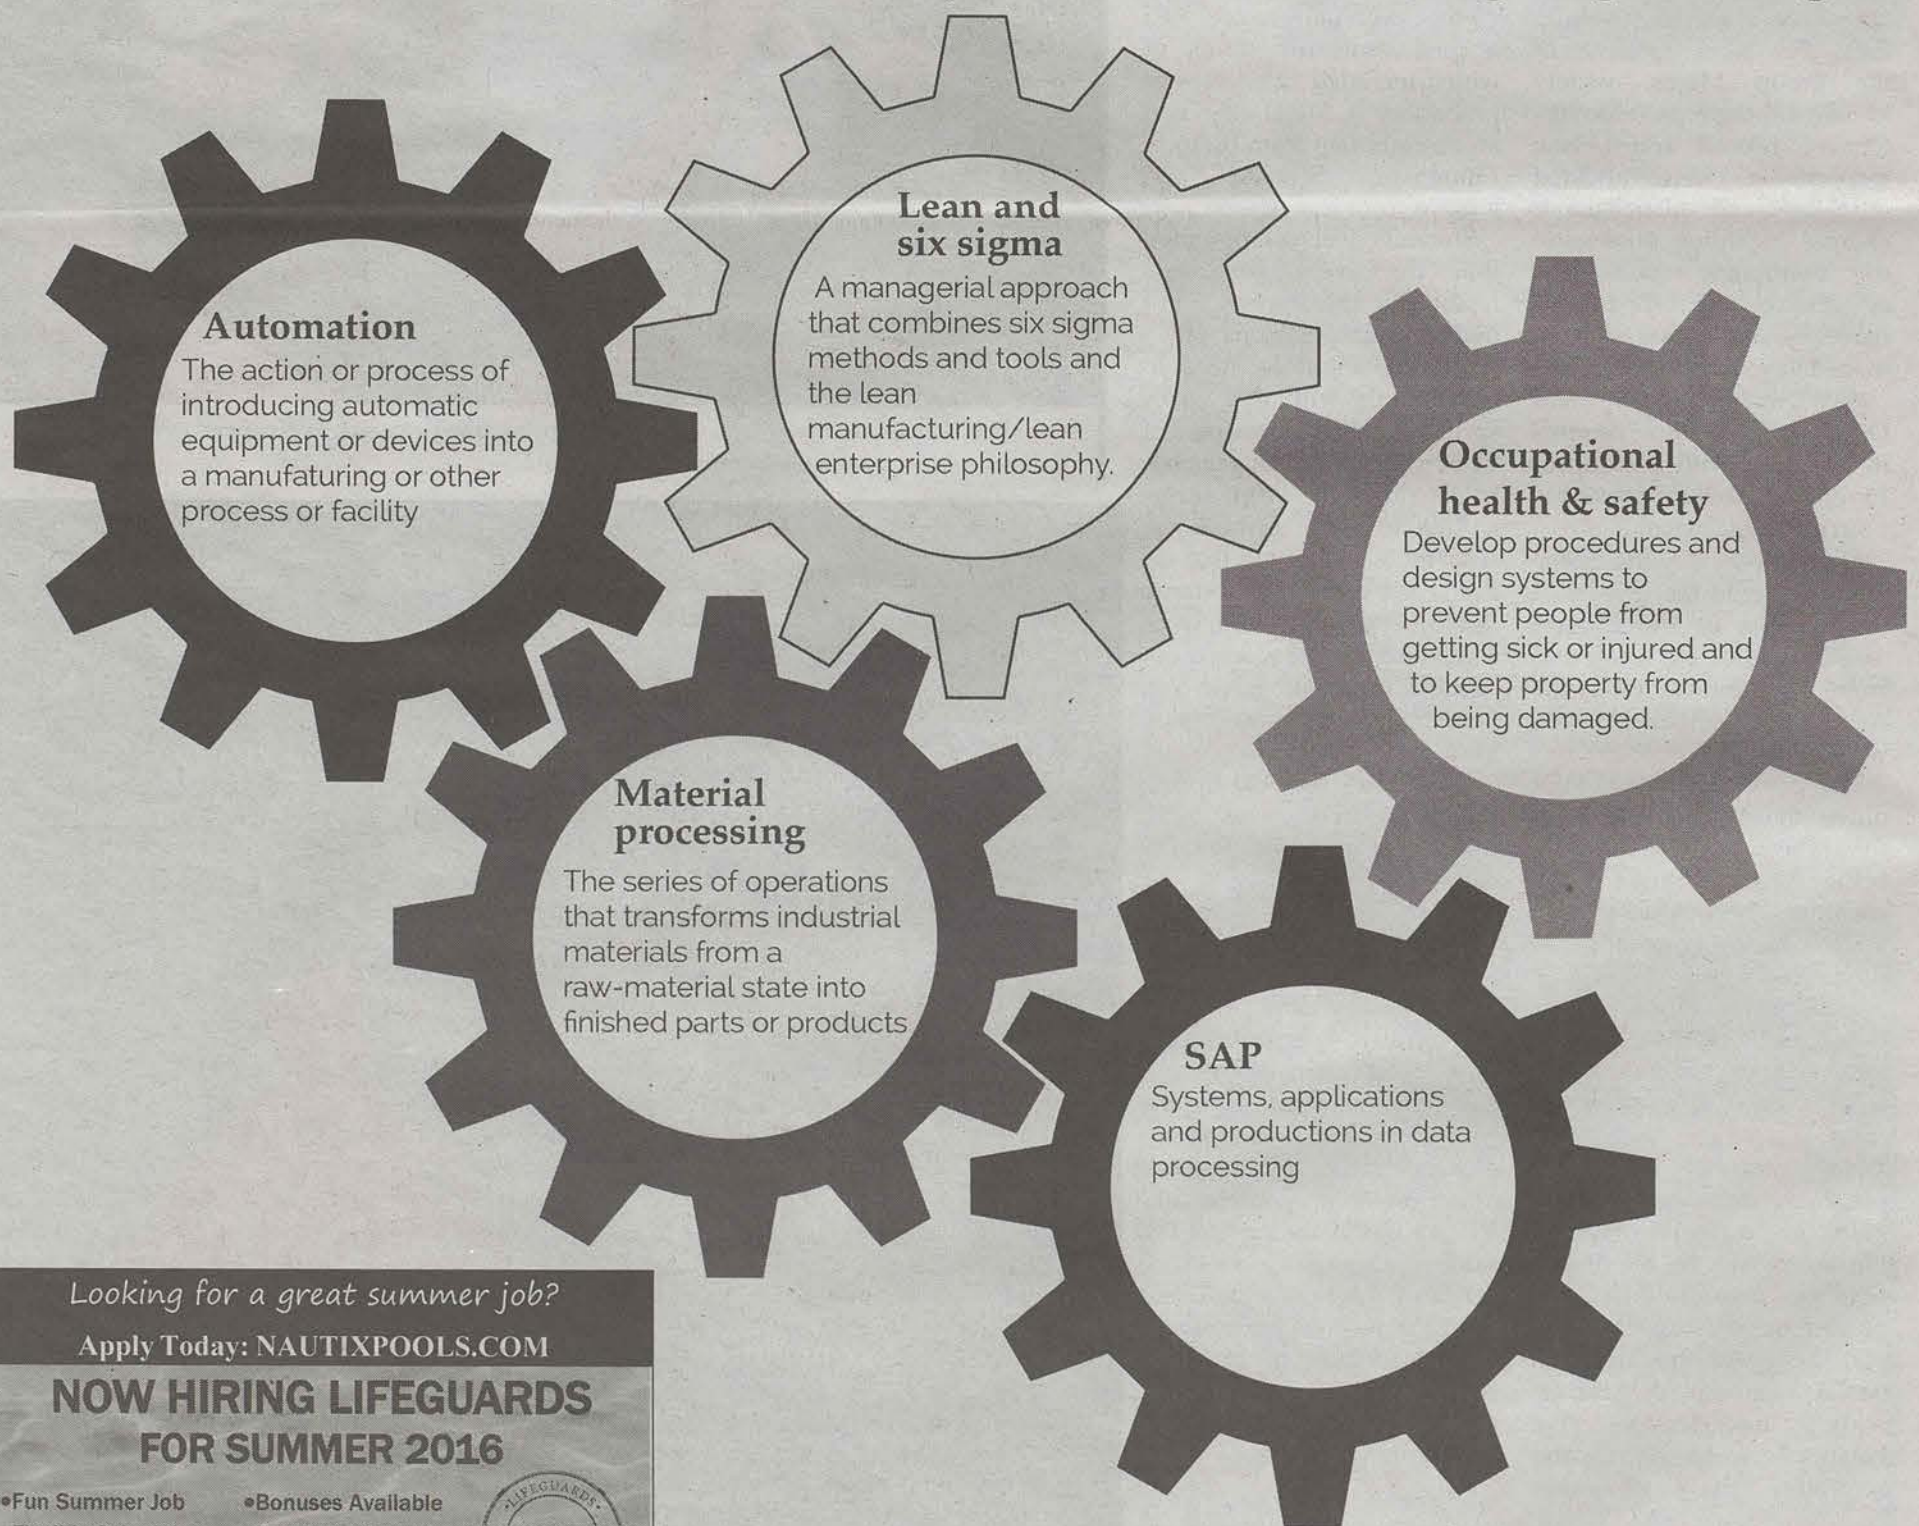 Automation
The action or process of
introducing automatic
equipment or devices into
a manufaturing or other
process or facility
Lean and
six sigma
A managerial approach
that combines six sigma
methods and tools and
the lean
manufacturing/lean
enterprise philosophy.
Occupational
health & safety
Develop procedures and
design systems to
prevent people from
getting sick or injured and
to keep property from
being damaged.
Material
processing
The series of operations
that transforms industrial
materials from a
raw-material state into
finished parts or products
SAP
Systems, applications
and productions in data
processing
Looking for a great summer job?
Apply Today: NAUTIXPOOLS.COM
NOW HIRING LIFEGUARDS
FOR SUMMER 2016
•Fun Summer Job •Bonuses Available
•LIFEGUARDS•